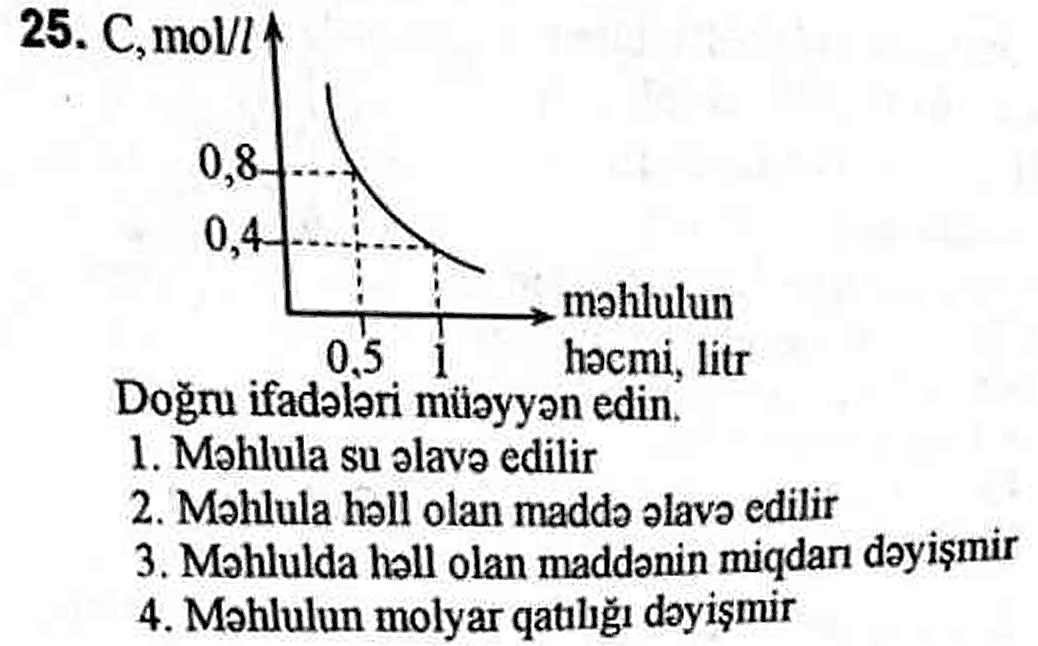 25. C, mol/l
0,8
0,4
0,5 1
məhlulun
həcmi, litr
Doğru ifadələri müəyyən edin.
1. Məhlula su əlavə edilir
2. Məhlula həll olan maddə əlavə edilir
3. Məhlulda həll olan maddənin miqdarı dəyişmir
4. Məhlulun molyar qatılığı dəyişmir